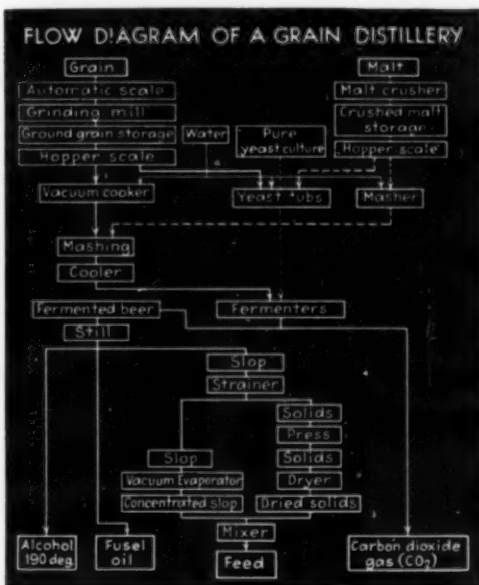 FLOW DIAGRAM OF A GRAIN DISTILLERY
Grain
Malt
Automatic scale
Malt crusher
Grinding mill
Crushed malt
storage
Ground grain storage
Water
Pure
yeast culture
Hopper scale
Hopper scale
Vacuum cooker
Yeast tubs
Masher
Mashing
Cooler
Fermented beer
Fermenters
Still
Slop
Strainer
Solids
Press
Slop
Solids
Vacuum Evaporator
Dryer
Concentrated slop
Dried solids
Mixer
Alcohol
190 deg.
Fusel
oil
Feed
Carbon dioxide
gas (CO₂)